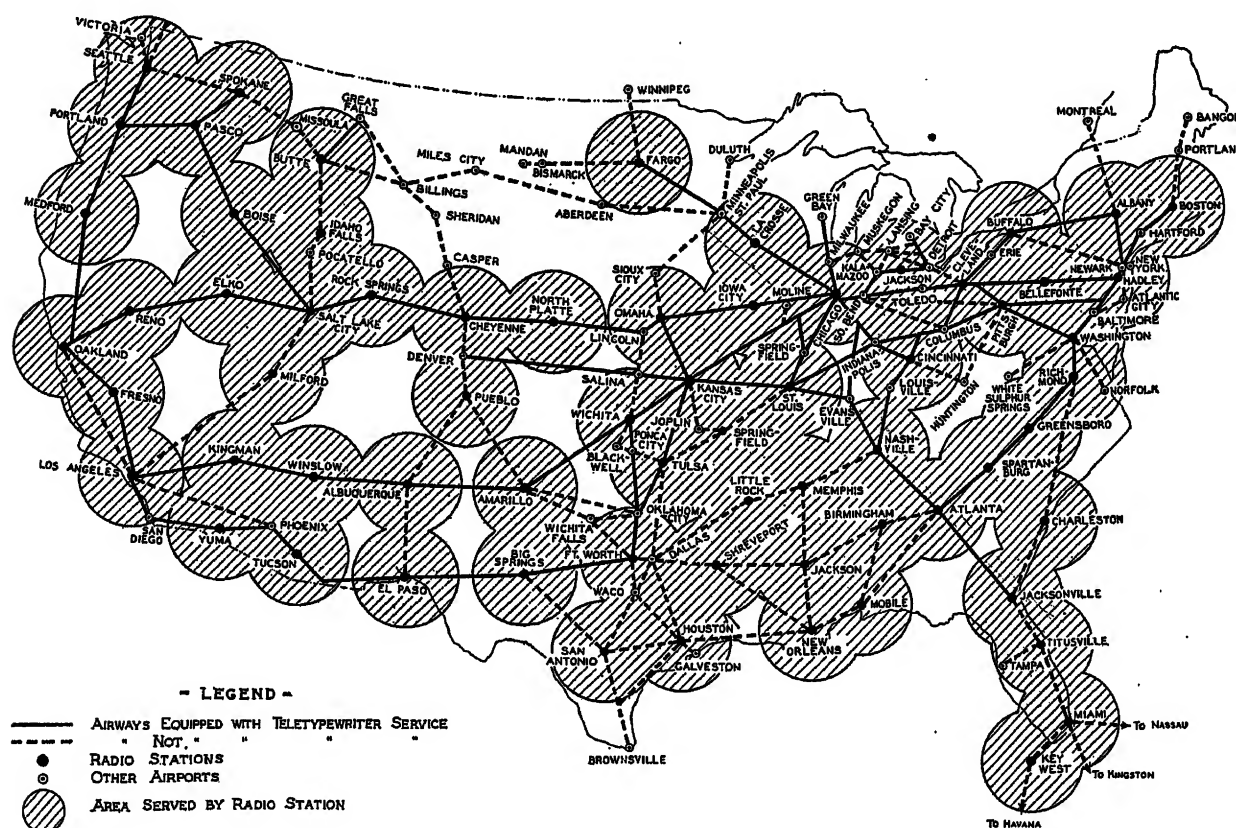 VICTORIA
SEATTLE
SPOKANE
PORTLAND
PASCO
MISSOULA
GREAT FALLS
BUTTE
MEDFORD
BOISE
IDAHO FALLS
POCATELLO
BILLINGS
MILES CITY
SHERIDAN
CASPER
MANDAN
BISMARCK
ABERDEEN
WINNIPEG
FARGO
DULUTH
MINNEAPOLIS
ST. PAUL
LA CROSSE
GREEN BAY
MILWAUKEE
MUSKEGON
LANSING
BAY CITY
DETROIT
KALAMAZOO
JACKSON
TOLEDO
CLEVELAND
ERIE
BUFFALO
MONTREAL
BANGOR
PORTLAND
ALBANY
BOSTON
HARTFORD
NEWARK
NEW YORK
HADLEY
BELLEFONTE
ATLANTIC CITY
BALTIMORE
WASHINGTON
PITTSBURGH
COLUMBUS
RENO
ELKO
ROCK SPRINGS
SALT LAKE CITY
CHEYENNE
NORTH PLATTE
SIOUX CITY
OMAHA
LINCOLN
IOWA CITY
MOLINE
CHICAGO
SO. BEND
OAKLAND
FRESNO
MILFORD
DENVER
PUEBLO
SALINA
KANSAS CITY
SPRINGFIELD
ST. LOUIS
INDIANAPOLIS
CINCINNATI
LOUISVILLE
HUNTINGTON
WHITE SULPHUR SPRINGS
RICHMOND
NORFOLK
GREENSBORO
EVANSVILLE
NASHVILLE
WICHITA
JOPLIN
SPRINGFIELD
PONCA CITY
BLACKWELL
TULSA
LOS ANGELES
KINGMAN
WINSLOW
ALBUQUERQUE
AMARILLO
OKLAHOMA CITY
WICHITA FALLS
LITTLE ROCK
MEMPHIS
BIRMINGHAM
ATLANTA
SPARTANBURG
CHARLESTON
SAN DIEGO
YUMA
PHOENIX
TUCSON
EL PASO
BIG SPRINGS
FT. WORTH
DALLAS
SHREVEPORT
JACKSON
WACO
HOUSTON
GALVESTON
SAN ANTONIO
NEW ORLEANS
MOBILE
JACKSONVILLE
TITUSVILLE
TAMPA
MIAMI
KEY WEST
TO NASSAU
TO KINGSTON
TO HAVANA
BROWNSVILLE
- LEGEND -
AIRWAYS EQUIPPED WITH TELETYPEWRITER SERVICE
" NOT " " " "
RADIO STATIONS
OTHER AIRPORTS
AREA SERVED BY RADIO STATION